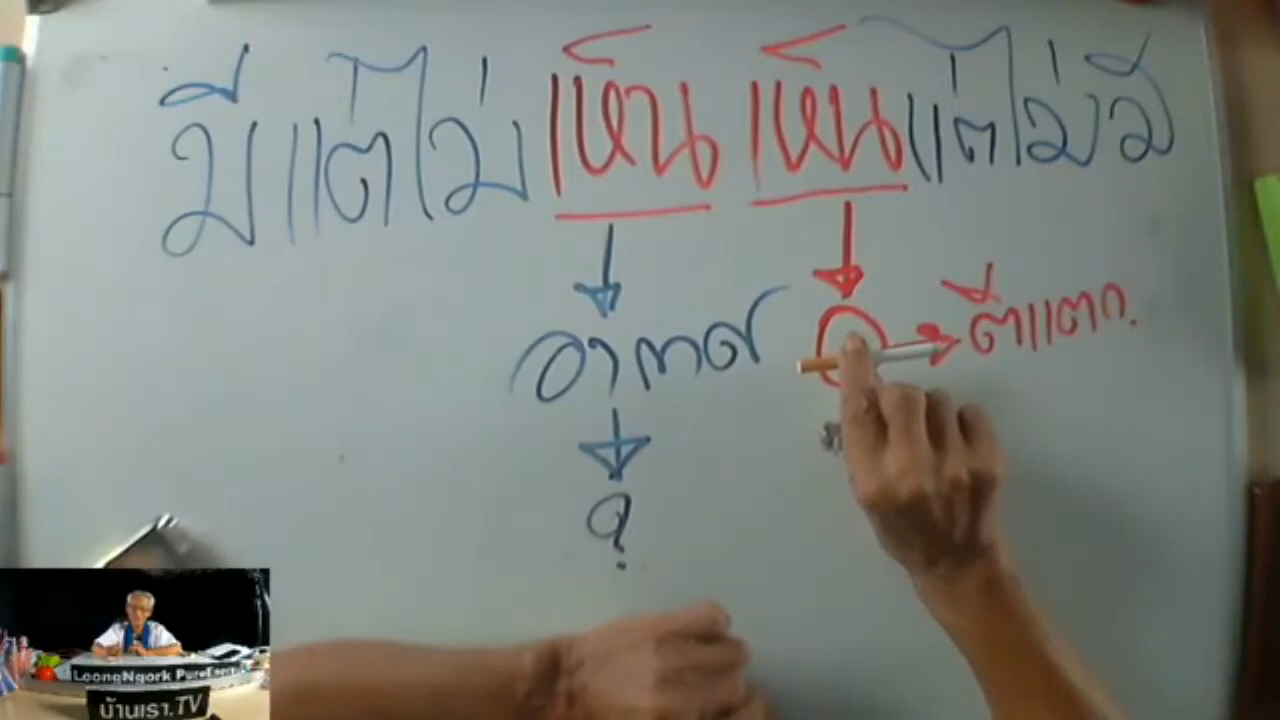 มีแต่ไม่เห็น เห็นแต่ไม่มี
อากาศ
ตีแตก.
?
LoongNgork PureEnt
บ้านเรา.TV